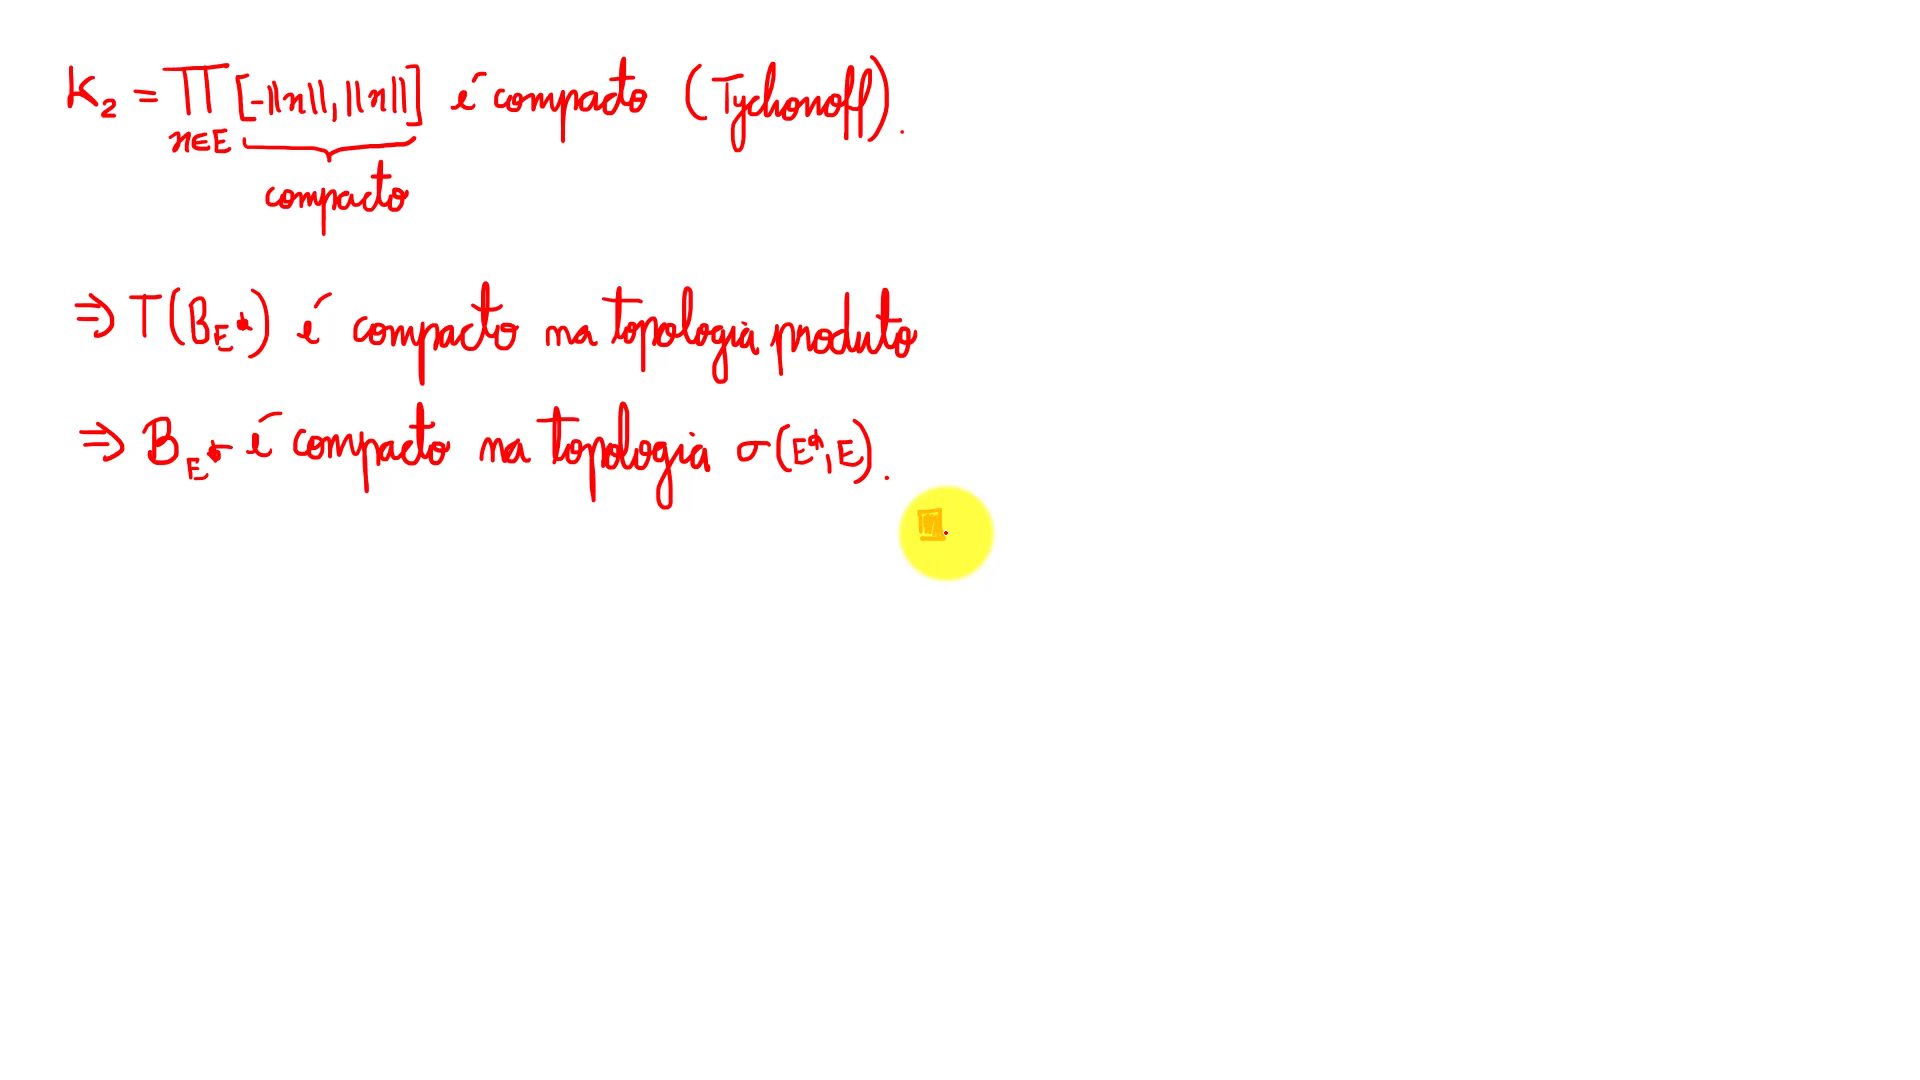 K₂ = ∏ [-‖x‖, ‖x‖] é compacto (Tychonoff).
x∈E
compacto
⇒ T(B_{E*}) é compacto na topologia produto
⇒ B_{E*} é compacto na topologia σ(E*, E).